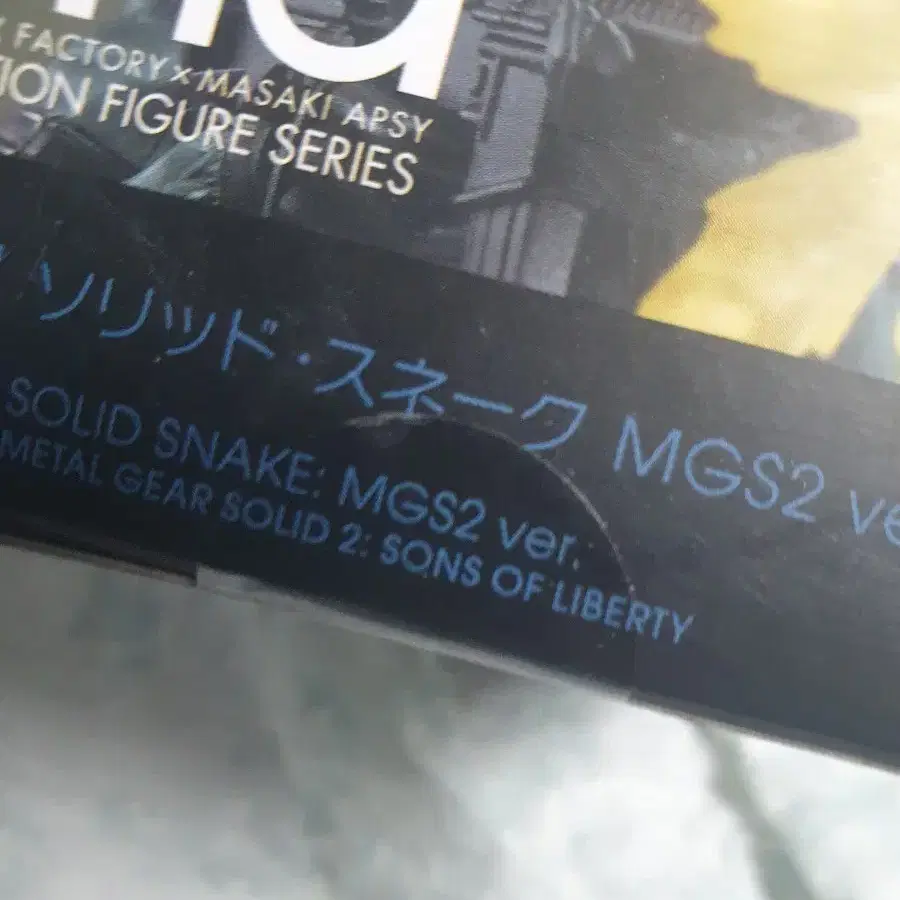 FACTORY x MASAKI APSY
ION FIGURE SERIES
ソリッド・スネーク MGS2 ve
SOLID SNAKE: MGS2 ver.
METAL GEAR SOLID 2: SONS OF LIBERTY